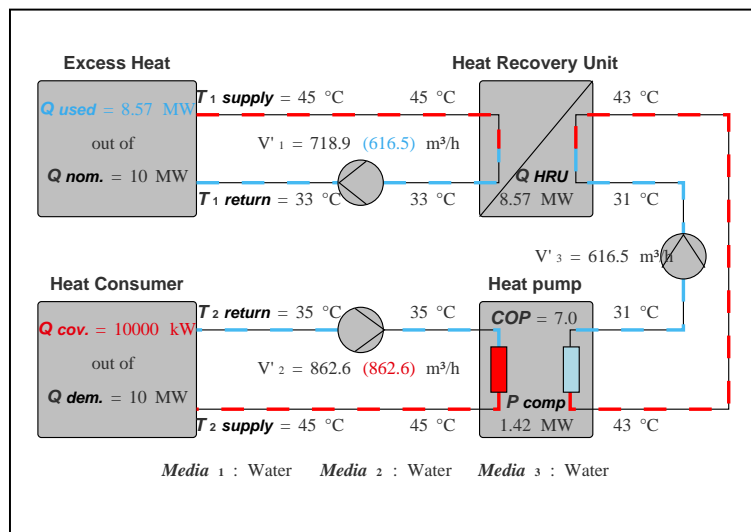 Excess Heat
Heat Recovery Unit
T 1 supply = 45 °C
45 °C
43 °C
Q used = 8.57 MW
out of
Q nom. = 10 MW
V' 1 = 718.9 (616.5) m³/h
Q HRU
8.57 MW
T 1 return = 33 °C
33 °C
31 °C
V' 3 = 616.5 m³/h
Heat Consumer
Heat pump
T 2 return = 35 °C
35 °C
31 °C
Q cov. = 10000 kW
out of
Q dem. = 10 MW
COP = 7.0
V' 2 = 862.6 (862.6) m³/h
P comp
1.42 MW
T 2 supply = 45 °C
45 °C
43 °C
Media 1 : Water Media 2 : Water Media 3 : Water